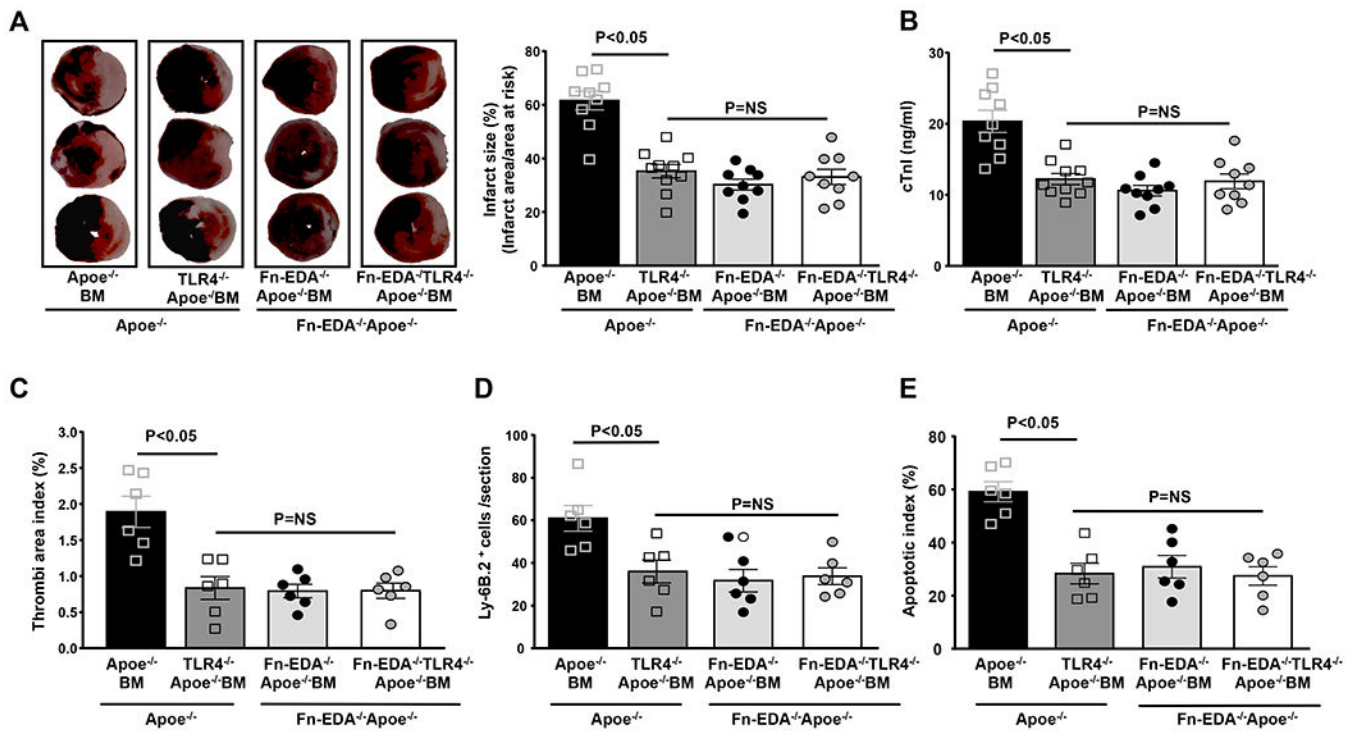 A
Apoe-/-
BM
TLR4-/-
Apoe-/-BM
Fn-EDA-/-
Apoe-/-BM
Fn-EDA-/-TLR4-/-
Apoe-/-BM
Apoe-/-
Fn-EDA-/-Apoe-/-
Infarct size (%)
(Infarct area/area at risk)
80
60
40
20
0
P<0.05
P=NS
Apoe-/-
BM
TLR4-/-
Apoe-/-BM
Fn-EDA-/-
Apoe-/-BM
Fn-EDA-/-TLR4-/-
Apoe-/-BM
Apoe-/-
Fn-EDA-/-Apoe-/-
B
cTnI (ng/ml)
30
20
10
0
P<0.05
P=NS
Apoe-/-
BM
TLR4-/-
Apoe-/-BM
Fn-EDA-/-
Apoe-/-BM
Fn-EDA-/-TLR4-/-
Apoe-/-BM
Apoe-/-
Fn-EDA-/-Apoe-/-
C
Thrombi area index (%)
3.0
2.5
2.0
1.5
1.0
0.5
0.0
P<0.05
P=NS
Apoe-/-
BM
TLR4-/-
Apoe-/-BM
Fn-EDA-/-
Apoe-/-BM
Fn-EDA-/-TLR4-/-
Apoe-/-BM
Apoe-/-
Fn-EDA-/-Apoe-/-
D
Ly-6B.2 + cells /section
100
80
60
40
20
0
P<0.05
P=NS
Apoe-/-
BM
TLR4-/-
Apoe-/-BM
Fn-EDA-/-
Apoe-/-BM
Fn-EDA-/-TLR4-/-
Apoe-/-BM
Apoe-/-
Fn-EDA-/-Apoe-/-
E
Apoptotic index (%)
80
60
40
20
0
P<0.05
P=NS
Apoe-/-
BM
TLR4-/-
Apoe-/-BM
Fn-EDA-/-
Apoe-/-BM
Fn-EDA-/-TLR4-/-
Apoe-/-BM
Apoe-/-
Fn-EDA-/-Apoe-/-